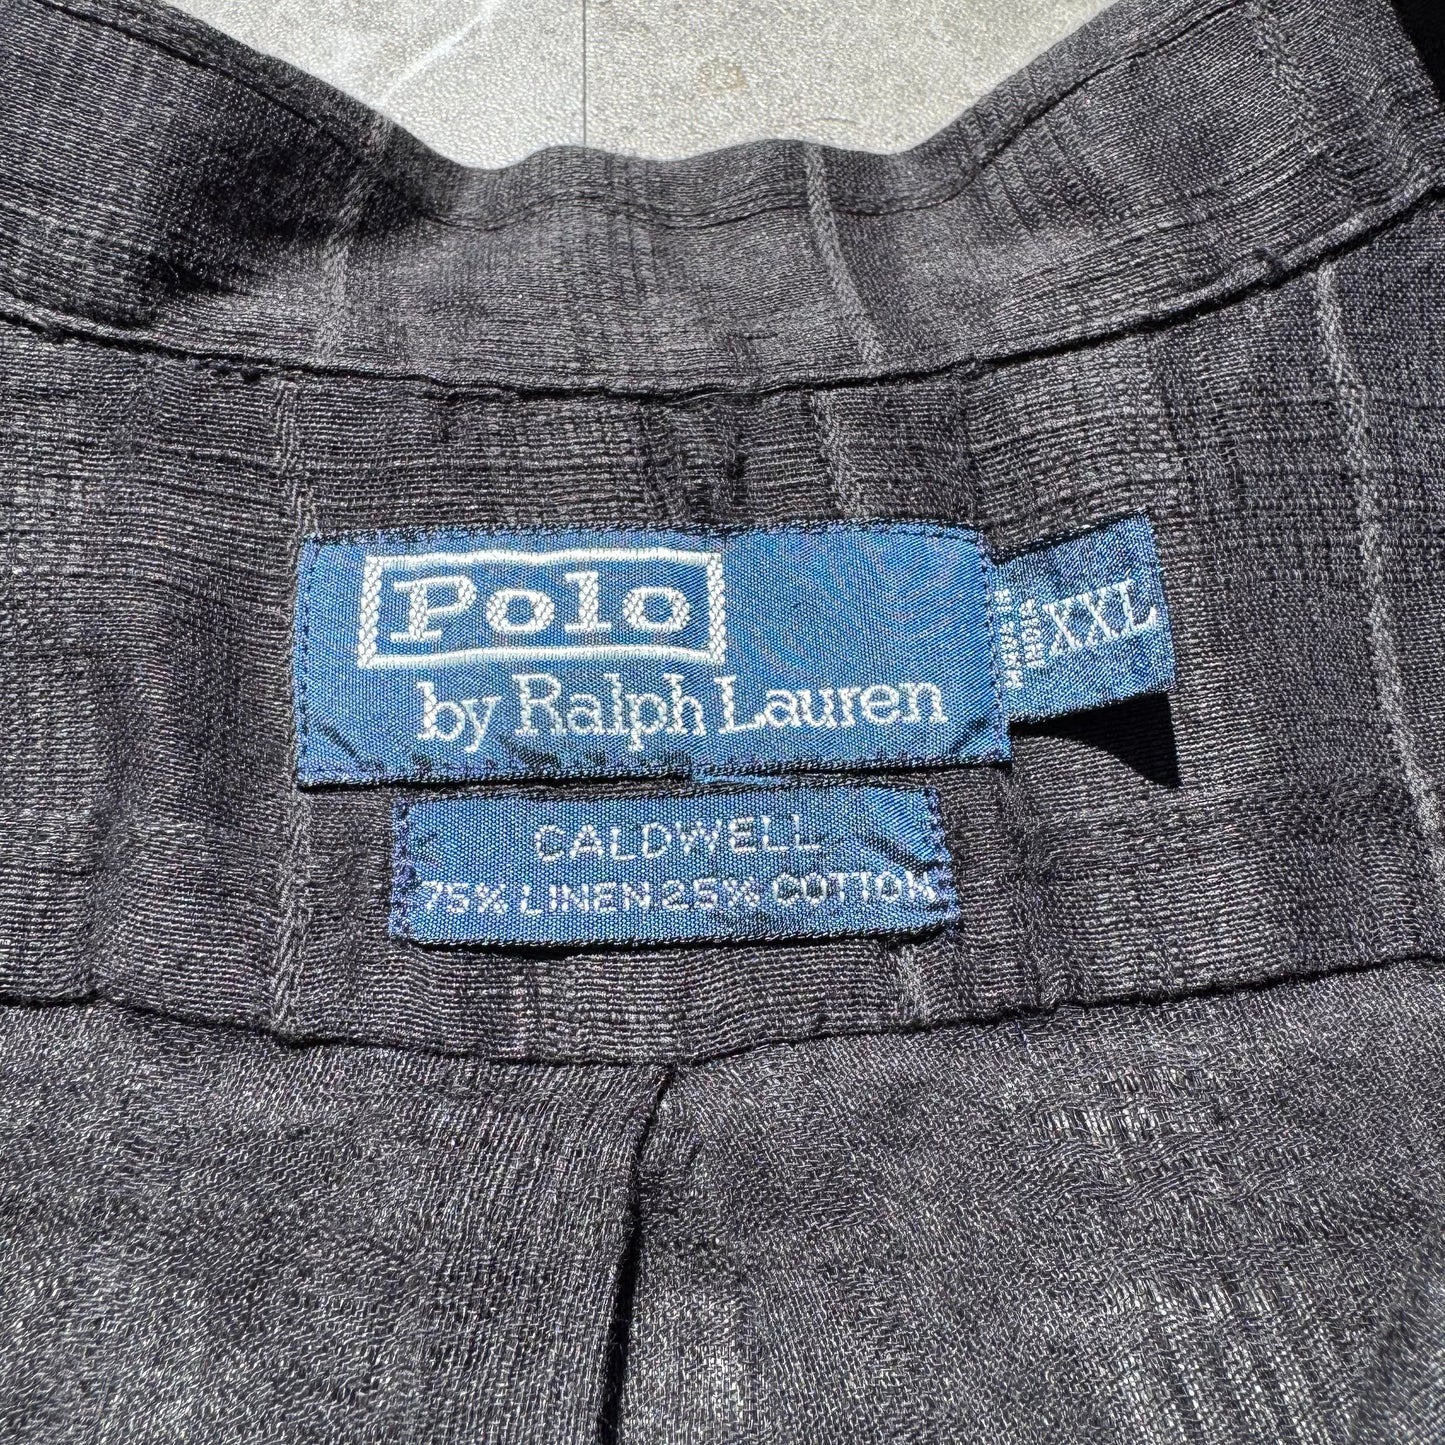 Polo
by Ralph Lauren
XXL
CALDWELL
75% LINEN 25% COTTON